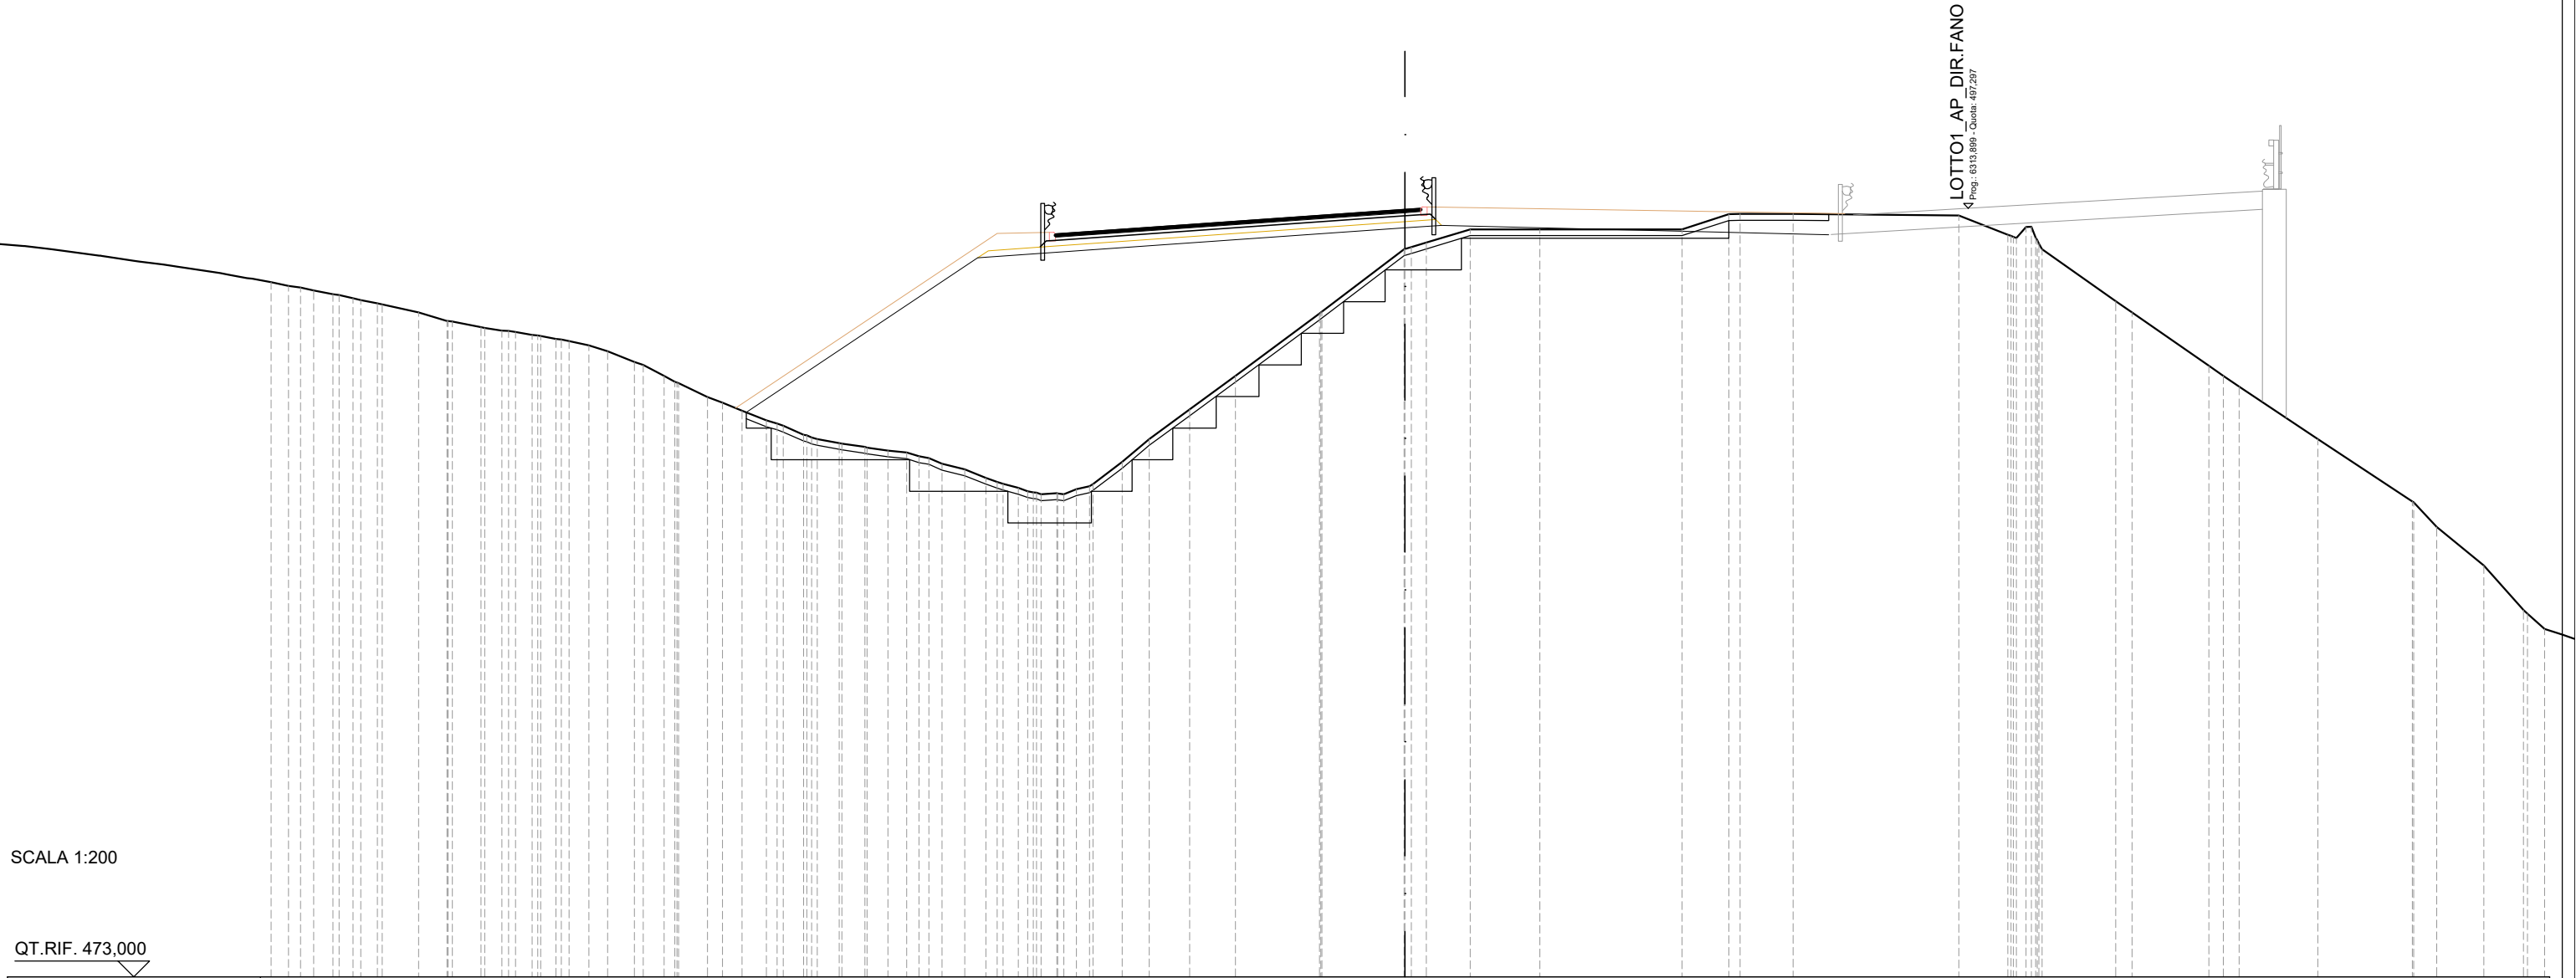 LOTTO1_AP_DIR.FANO
Prog.: 6313,899 - Quota: 497,297
SCALA 1:200
QT.RIF. 473,000